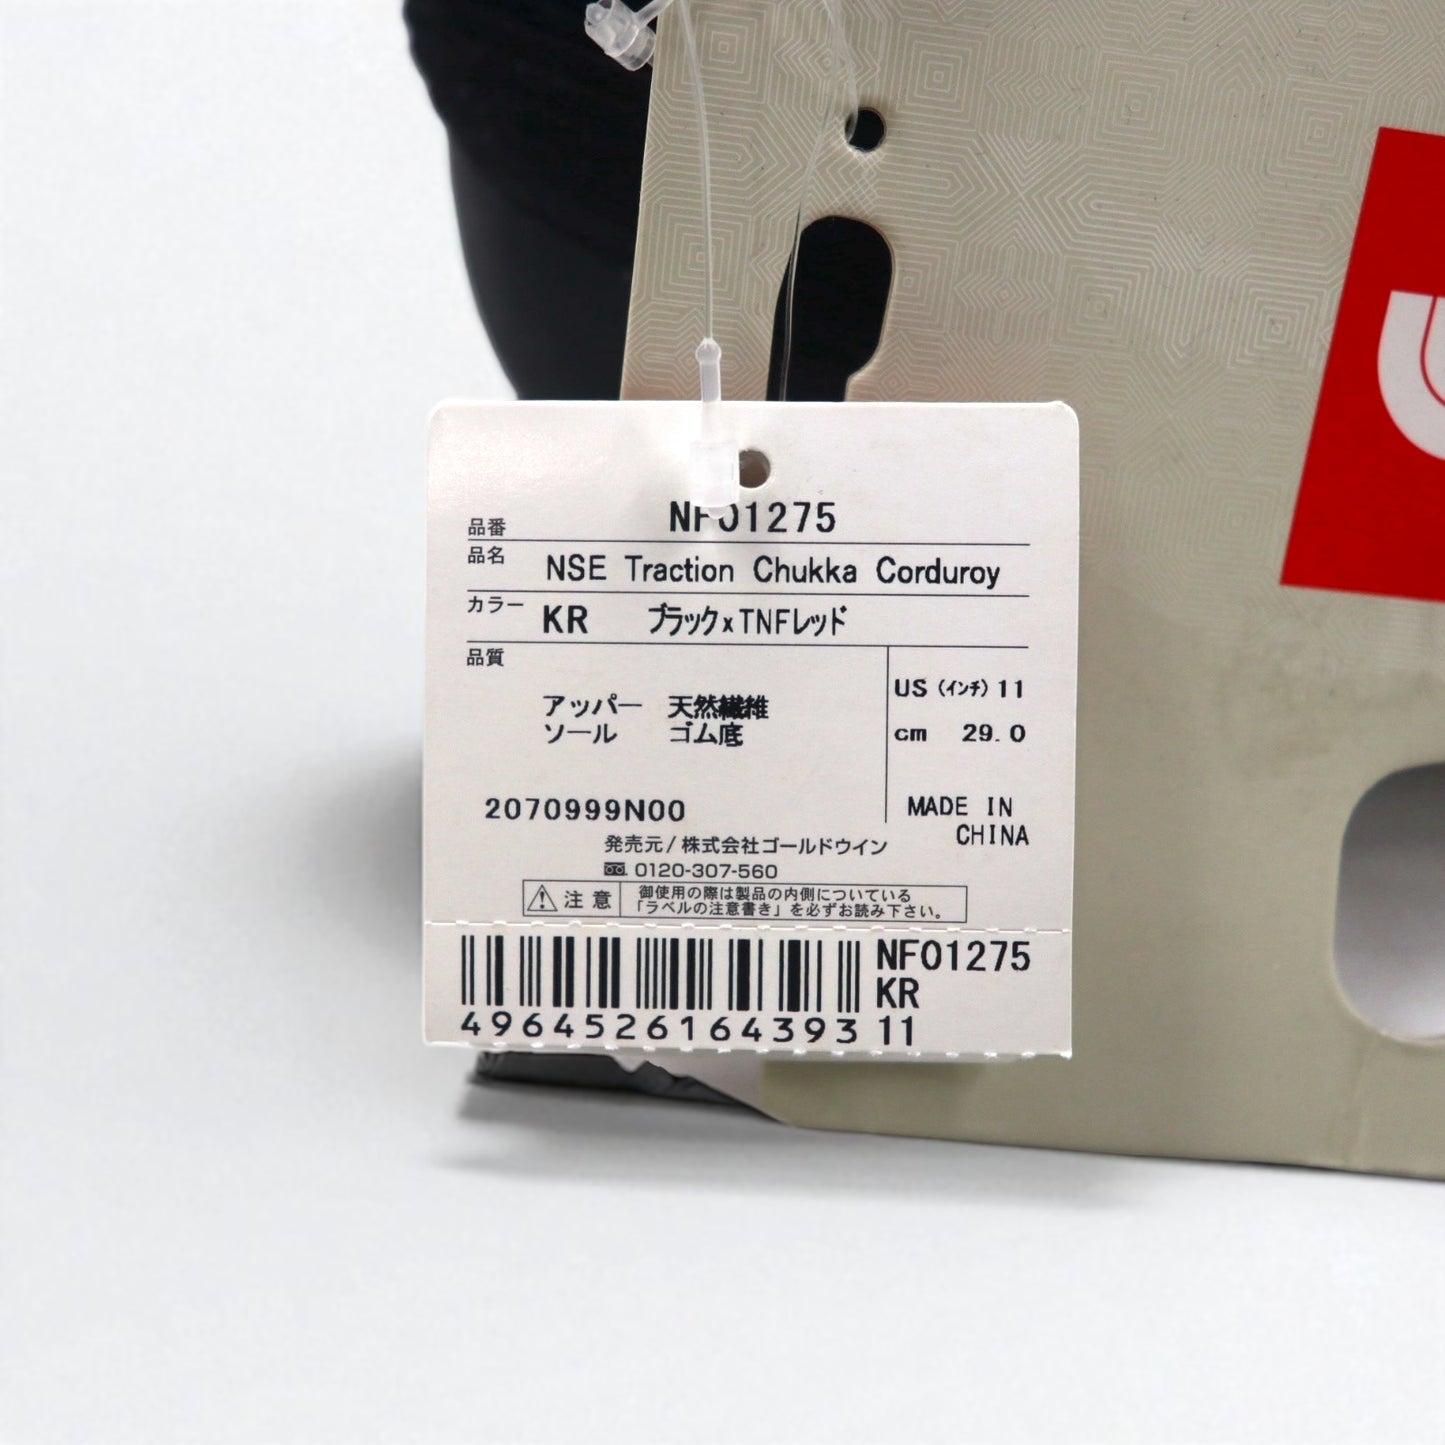 品番 NF01275
品名 NSE Traction Chukka Corduroy
カラー KR ブラックxTNFレッド
品質
アッパー 天然繊維
ソール ゴム底
US (インチ) 11
cm 29.0
2070999N00
MADE IN
CHINA
発売元/株式会社ゴールドウイン
0120-307-560
注意 御使用の際は製品の内側についている
「ラベルの注意書き」を必ずお読み下さい。
NF01275
KR
4964526164393 11